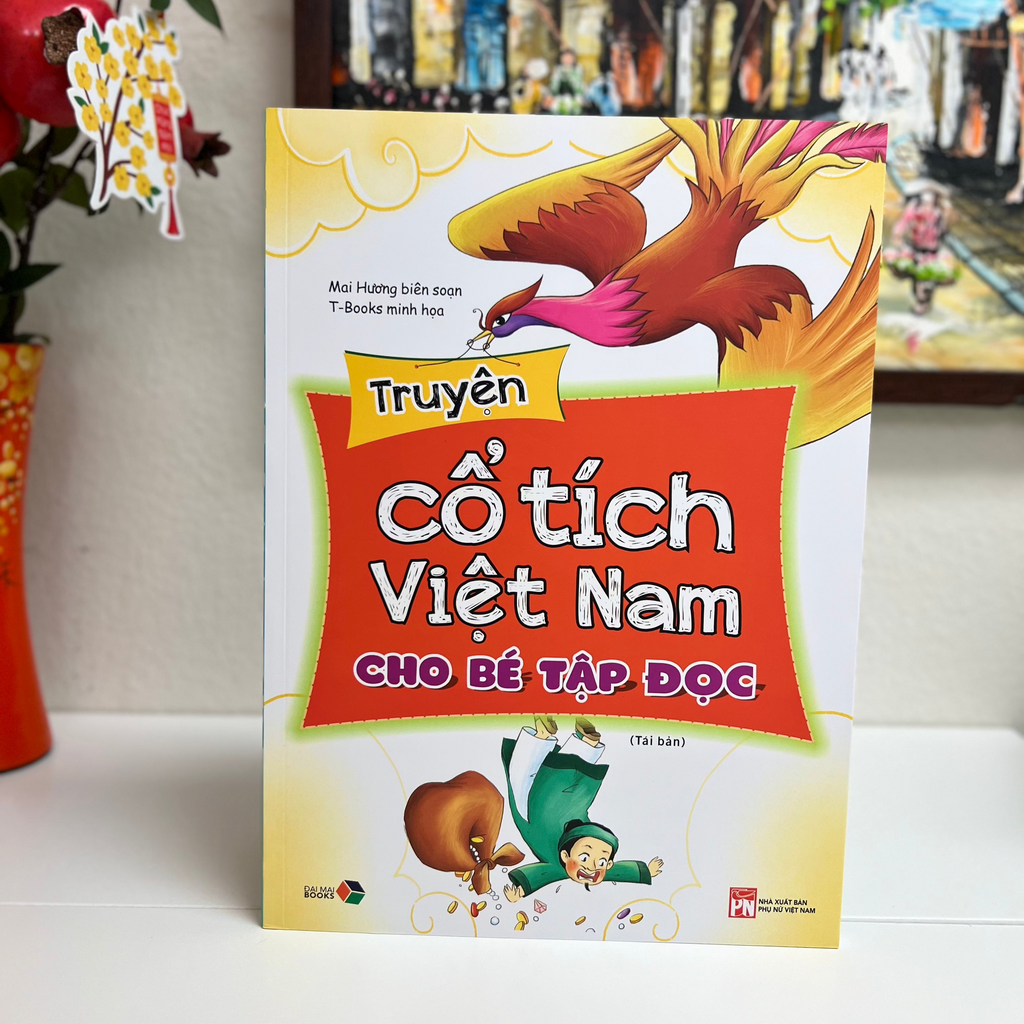 Mai Hương biên soạn
T-Books minh họa
Truyện
cổ tích
Việt Nam
CHO BÉ TẬP ĐỌC
(Tái bản)
ĐẠI MAI
BOOKS
PN
NHÀ XUẤT BẢN
PHỤ NỮ VIỆT NAM